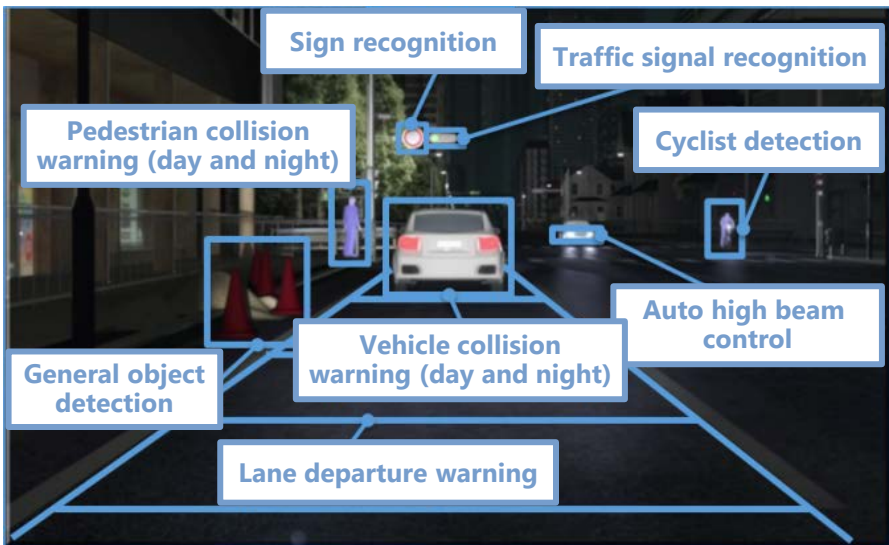 Sign recognition
Traffic signal recognition
Pedestrian collision
warning (day and night)
Cyclist detection
Auto high beam
control
Vehicle collision
warning (day and night)
General object
detection
Lane departure warning